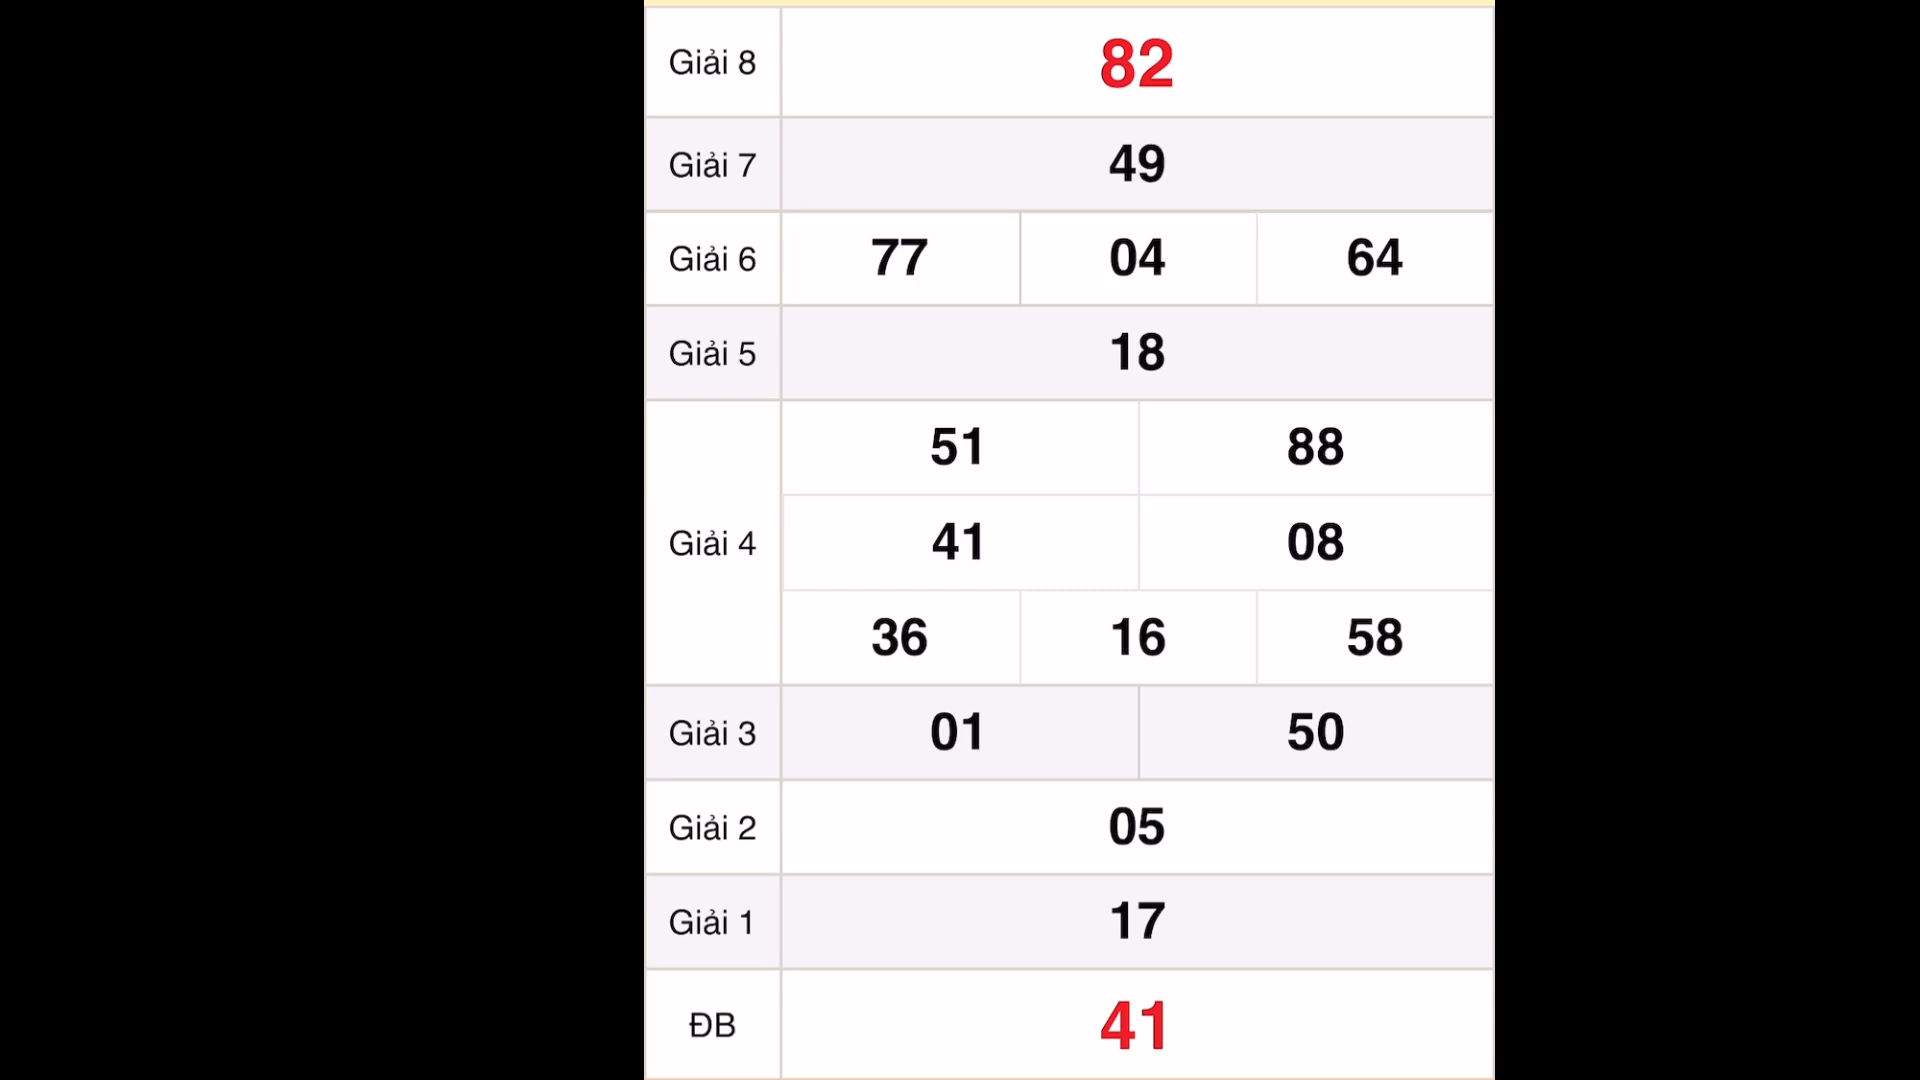 Giải 8 82
Giải 7 49
Giải 6 77 04 64
Giải 5 18
51 88
Giải 4 41 08
36 16 58
Giải 3 01 50
Giải 2 05
Giải 1 17
ĐB 41